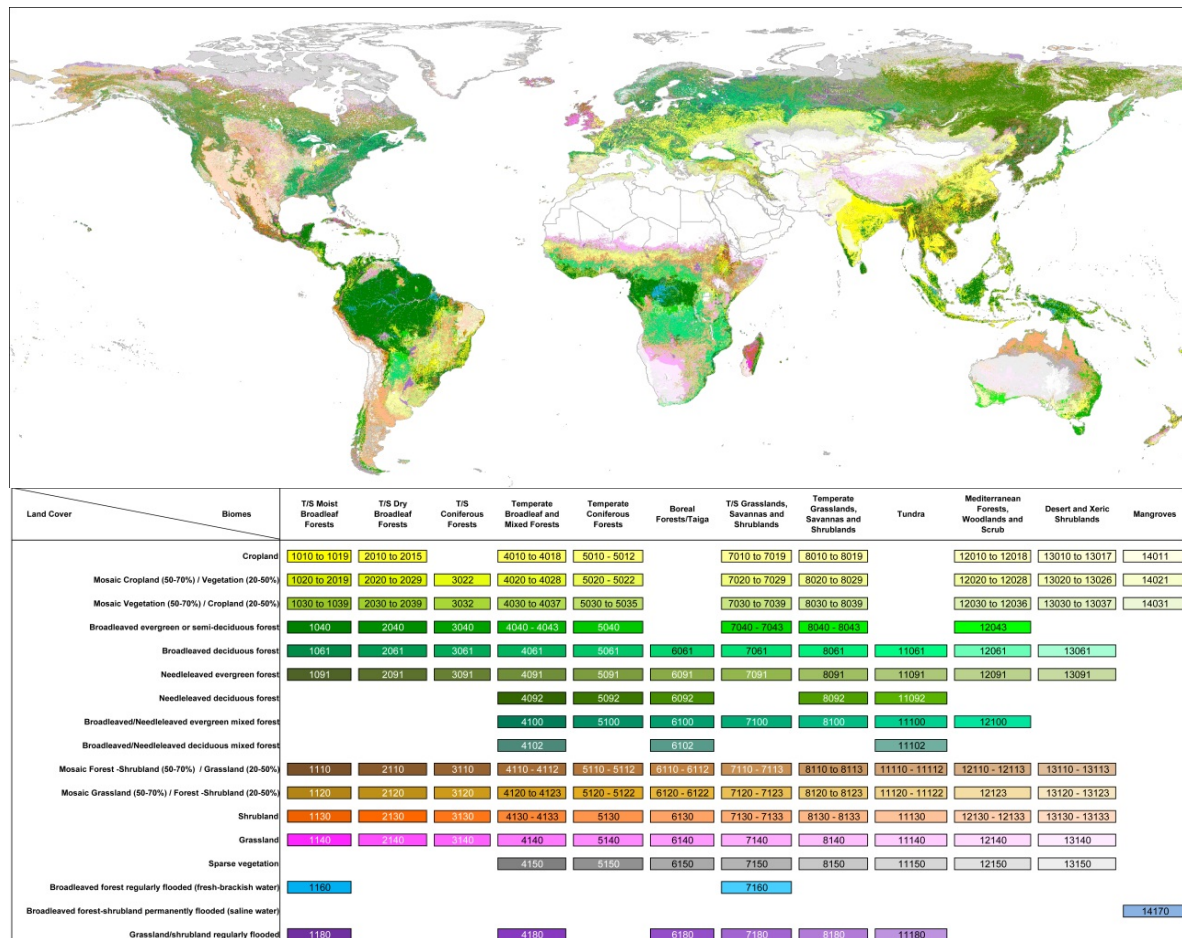 Land Cover Biomes T/S Moist Broadleaf Forests T/S Dry Broadleaf Forests T/S Coniferous Forests Temperate Broadleaf and Mixed Forests Temperate Coniferous Forests Boreal Forests/Taiga T/S Grasslands, Savannas and Shrublands Temperate Grasslands, Savannas and Shrublands Tundra Mediterranean Forests, Woodlands and Scrub Desert and Xeric Shrublands Mangroves
Cropland 1010 to 1019 2010 to 2015 4010 to 4018 5010 - 5012 7010 to 7019 8010 to 8019 12010 to 12018 13010 to 13017 14011
Mosaic Cropland (50-70%) / Vegetation (20-50%) 1020 to 2019 2020 to 2029 3022 4020 to 4028 5020 - 5022 7020 to 7029 8020 to 8029 12020 to 12028 13020 to 13026 14021
Mosaic Vegetation (50-70%) / Cropland (20-50%) 1030 to 1039 2030 to 2039 3032 4030 to 4037 5030 to 5035 7030 to 7039 8030 to 8039 12030 to 12036 13030 to 13037 14031
Broadleaved evergreen or semi-deciduous forest 1040 2040 3040 4040 - 4043 5040 7040 - 7043 8040 - 8043 12043
Broadleaved deciduous forest 1061 2061 3061 4061 5061 6061 7061 8061 11061 12061 13061
Needleleaved evergreen forest 1091 2091 3091 4091 5091 6091 7091 8091 11091 12091 13091
Needleleaved deciduous forest 4092 5092 6092 8092 11092
Broadleaved/Needleleaved evergreen mixed forest 4100 5100 6100 7100 8100 11100 12100
Broadleaved/Needleleaved deciduous mixed forest 4102 6102 11102
Mosaic Forest -Shrubland (50-70%) / Grassland (20-50%) 1110 2110 3110 4110 - 4112 5110 - 5112 6110 - 6112 7110 - 7113 8110 to 8113 11110 - 11112 12110 - 12113 13110 - 13113
Mosaic Grassland (50-70%) / Forest -Shrubland (20-50%) 1120 2120 3120 4120 to 4123 5120 - 5122 6120 - 6122 7120 - 7123 8120 to 8123 11120 - 11122 12123 13120 - 13123
Shrubland 1130 2130 3130 4130 - 4133 5130 6130 7130 - 7133 8130 - 8133 11130 12130 - 12133 13130 - 13133
Grassland 1140 2140 3140 4140 5140 6140 7140 8140 11140 12140 13140
Sparse vegetation 4150 5150 6150 7150 8150 11150 12150 13150
Broadleaved forest regularly flooded (fresh-brackish water) 1160 7160
Broadleaved forest-shrubland permanently flooded (saline water) 14170
Grassland/shrubland regularly flooded 1180 4180 6180 7180 8180 11180